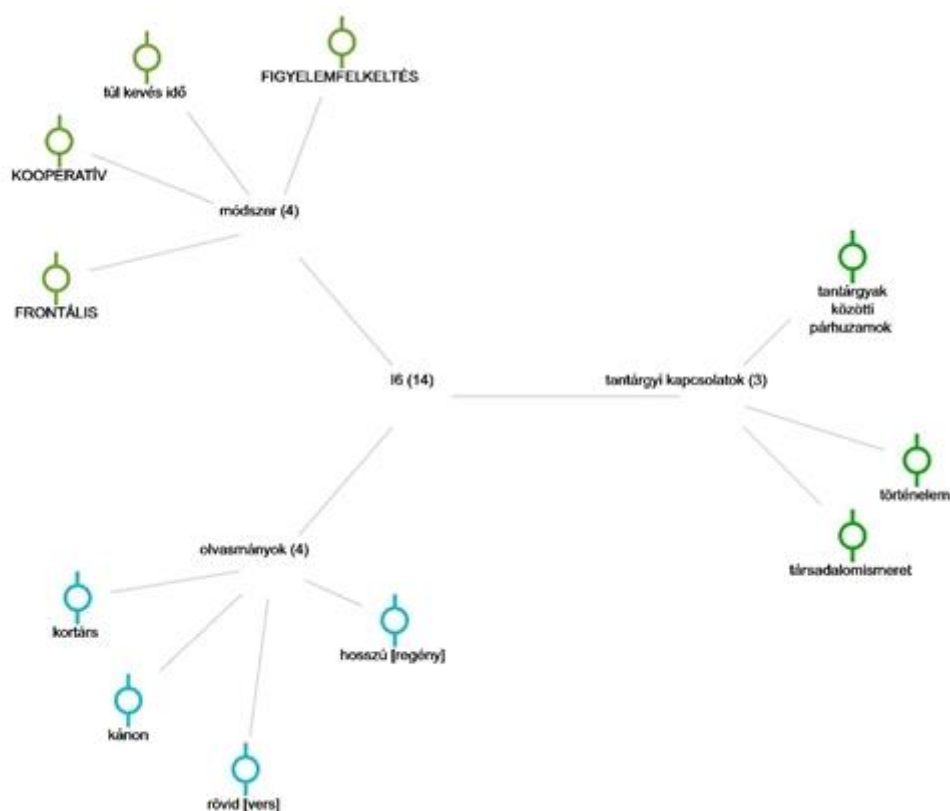 túl kevés idő
FIGYELEMFELKELTÉS
KOOPERATÍV
módszer (4)
FRONTÁLIS
tantárgyak
közötti
párhuzamok
I6 (14)
tantárgyi kapcsolatok (3)
történelem
társadalomismeret
olvasmányok (4)
kortárs
hosszú [regény]
kánon
rövid [vers]